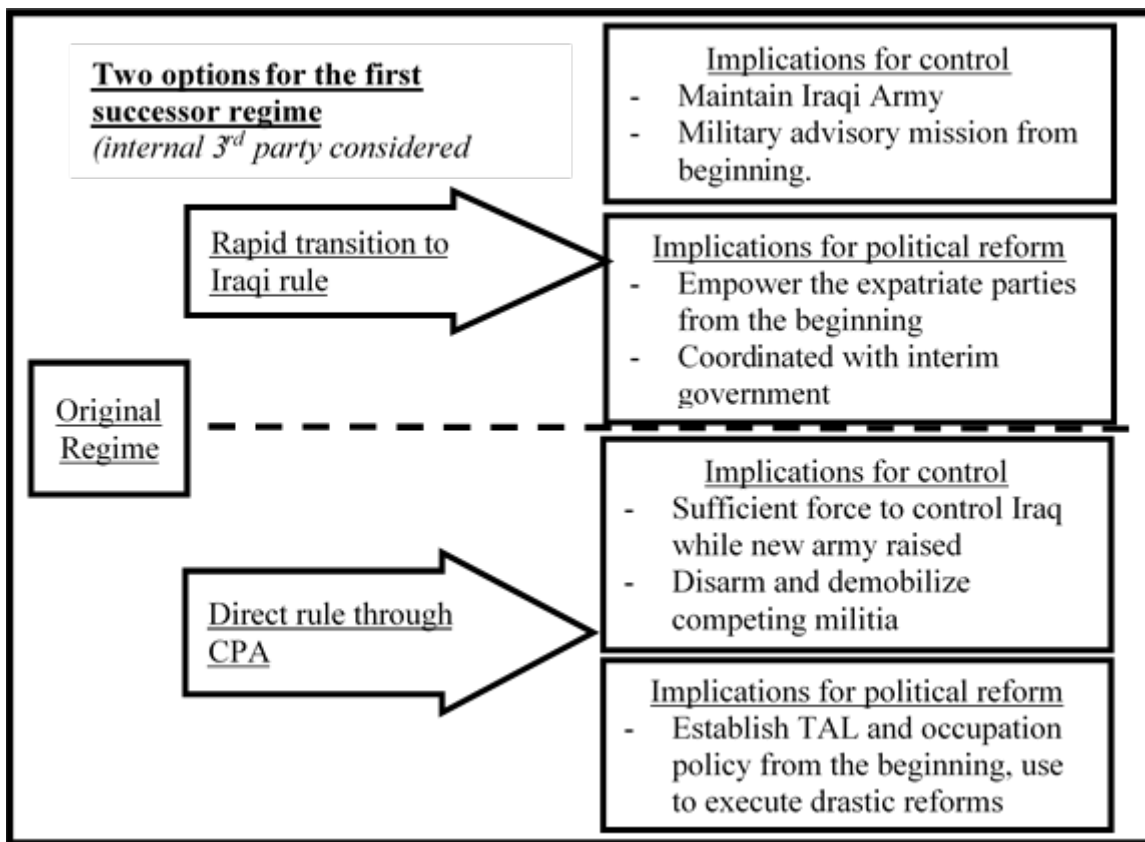 Two options for the first
successor regime
(internal 3rd party considered
Implications for control
- Maintain Iraqi Army
- Military advisory mission from
beginning.
Rapid transition to
Iraqi rule
Implications for political reform
- Empower the expatriate parties
from the beginning
- Coordinated with interim
government
Original
Regime
Implications for control
- Sufficient force to control Iraq
while new army raised
- Disarm and demobilize
competing militia
Direct rule through
CPA
Implications for political reform
- Establish TAL and occupation
policy from the beginning, use
to execute drastic reforms